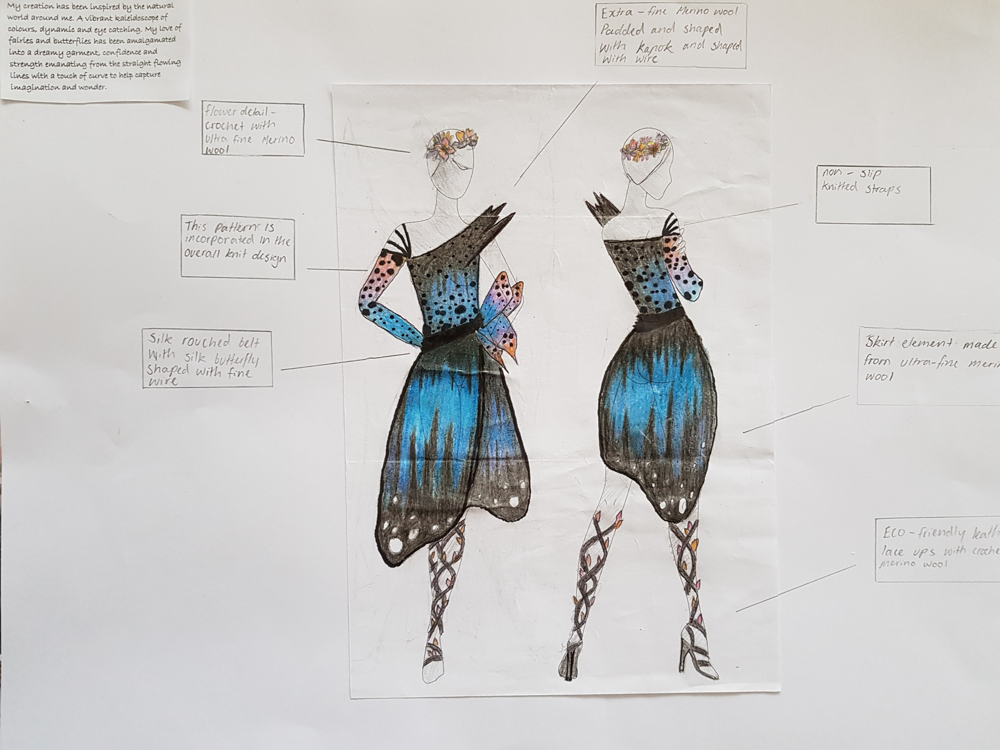 My creation has been inspired by the natural
world around me. A vibrant kaleidoscope of
colours, dynamic and eye catching. My love of
fairies and butterflies has been amalgamated
into a dreamy garment, confidence and
strength emanating from the straight flowing
lines with a touch of curve to help capture
imagination and wonder.
Extra-fine Merino wool
Padded and shaped
with kapok and shaped
with wire
flower detail-
crochet with
ultra fine Merino
wool
non-slip
knitted straps
This pattern is
incorporated in the
overall knit design
Silk rouched belt
with silk butterfly
shaped with fine
wire
Skirt element made
from ultra-fine meri
wool
Eco-friendly leath
lace ups with croche
merino wool